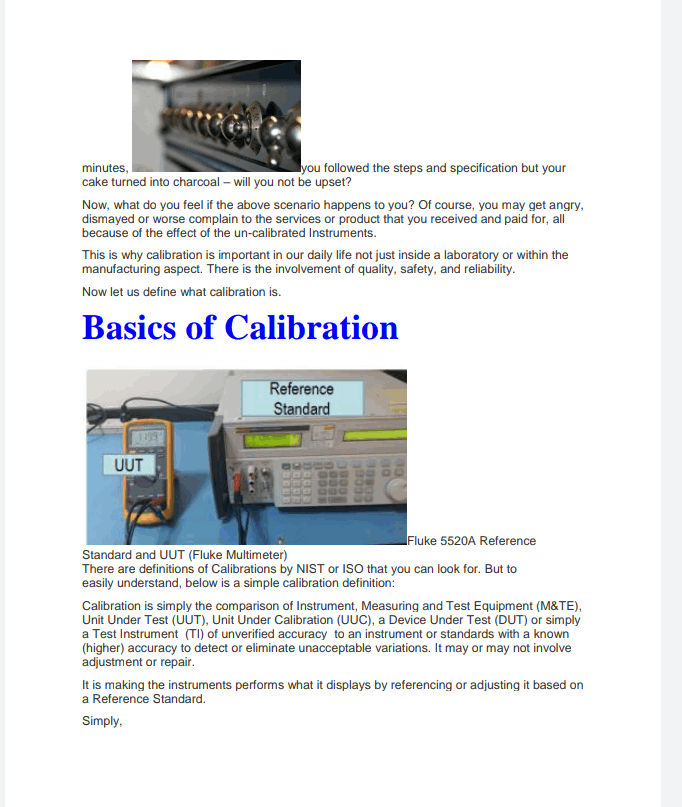 minutes, you followed the steps and specification but your
cake turned into charcoal – will you not be upset?
Now, what do you feel if the above scenario happens to you? Of course, you may get angry,
dismayed or worse complain to the services or product that you received and paid for, all
because of the effect of the un-calibrated Instruments.
This is why calibration is important in our daily life not just inside a laboratory or within the
manufacturing aspect. There is the involvement of quality, safety, and reliability.
Now let us define what calibration is.
Basics of Calibration
Reference
Standard
UUT
Fluke 5520A Reference
Standard and UUT (Fluke Multimeter)
There are definitions of Calibrations by NIST or ISO that you can look for. But to
easily understand, below is a simple calibration definition:
Calibration is simply the comparison of Instrument, Measuring and Test Equipment (M&TE),
Unit Under Test (UUT), Unit Under Calibration (UUC), a Device Under Test (DUT) or simply
a Test Instrument (TI) of unverified accuracy to an instrument or standards with a known
(higher) accuracy to detect or eliminate unacceptable variations. It may or may not involve
adjustment or repair.
It is making the instruments performs what it displays by referencing or adjusting it based on
a Reference Standard.
Simply,